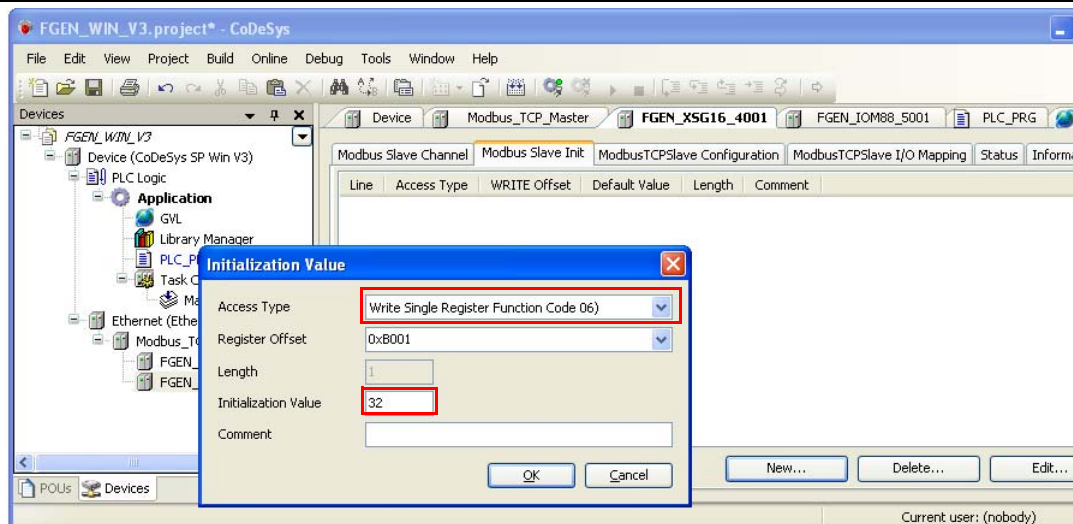 FGEN_WIN_V3.project* - CoDeSys
File Edit View Project Build Online Debug Tools Window Help
Devices
Device Modbus_TCP_Master FGEN_XSG16_4001 FGEN_IOM88_5001 PLC_PRG
FGEN_WIN_V3
Modbus Slave Channel Modbus Slave Init ModbusTCPSlave Configuration ModbusTCPSlave I/O Mapping Status Informa
Device (CoDeSys SP Win V3)
PLC Logic
Line Access Type WRITE Offset Default Value Length Comment
Application
GVL
Library Manager
PLC_P
Task C
Ma
Ethernet (Ethe
Modbus_T
FGEN_
FGEN_
Initialization Value
Access Type Write Single Register Function Code 06)
Register Offset 0xB001
Length 1
Initialization Value 32
Comment
OK Cancel
New... Delete... Edit...
POUs Devices
Current user: (nobody)